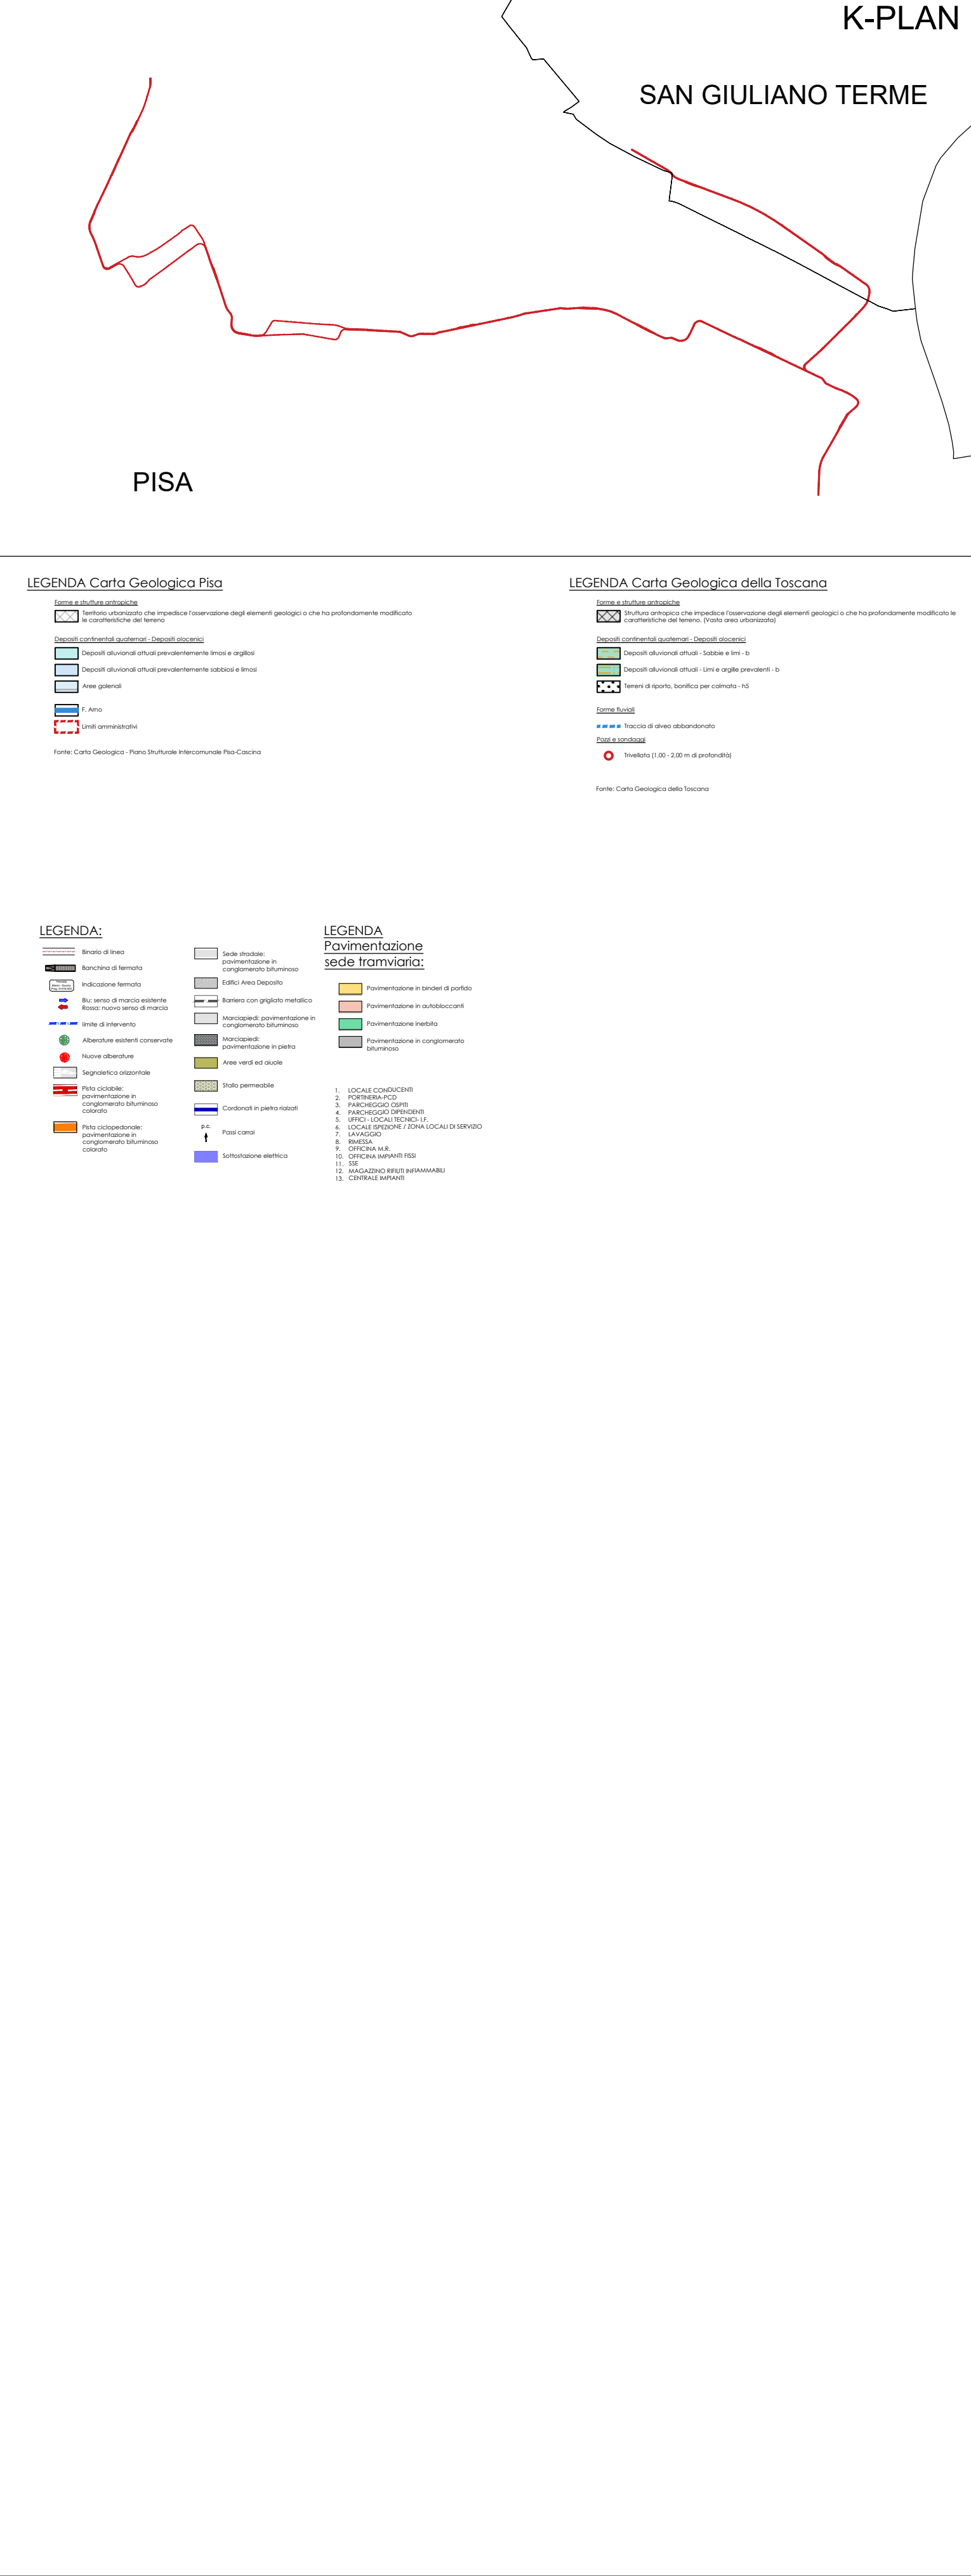 K-PLAN
SAN GIULIANO TERME
PISA
LEGENDA Carta Geologica Pisa
Forme e strutture antropiche
Territorio urbanizzato che impedisce l'osservazione degli elementi geologici o che ha profondamente modificato
le caratteristiche del terreno
Depositi continentali quaternari - Depositi olocenici
Depositi alluvionali attuali prevalentemente limosi e argillosi
Depositi alluvionali attuali prevalentemente sabbiosi e limosi
Aree golenali
F. Arno
Limiti amministrativi
Fonte: Carta Geologica - Piano Strutturale Intercomunale Pisa-Cascina
LEGENDA Carta Geologica della Toscana
Forme e strutture antropiche
Struttura antropica che impedisce l'osservazione degli elementi geologici o che ha profondamente modificato le
caratteristiche del terreno. (Vasta area urbanizzata)
Depositi continentali quaternari - Depositi olocenici
Depositi alluvionali attuali - Sabbie e limi - b
Depositi alluvionali attuali - Limi e argille prevalenti - b
Terreni di riporto, bonifica per colmata - h5
Forme fluviali
Traccia di alveo abbandonato
Pozzi e sondaggi
Trivellata (1,00 - 2,00 m di profondità)
Fonte: Carta Geologica della Toscana
LEGENDA:
Binario di linea
Banchina di fermata
Indicazione fermata
Blu: senso di marcia esistente
Rossa: nuovo senso di marcia
limite di intervento
Alberature esistenti conservate
Nuove alberature
Segnaletica orizzontale
Pista ciclabile:
pavimentazione in
conglomerato bituminoso
colorato
Pista ciclopedonale:
pavimentazione in
conglomerato bituminoso
colorato
Sede stradale:
pavimentazione in
conglomerato bituminoso
Edifici Area Deposito
Barriera con grigliato metallico
Marciapiedi: pavimentazione in
conglomerato bituminoso
Marciapiedi:
pavimentazione in pietra
Aree verdi ed aiuole
Stallo permeabile
Cordonati in pietra rialzati
p.c.
Passi carrai
Sottostazione elettrica
LEGENDA
Pavimentazione
sede tramviaria:
Pavimentazione in binderi di porfido
Pavimentazione in autobloccanti
Pavimentazione inerbita
Pavimentazione in conglomerato
bituminoso
1. LOCALE CONDUCENTI
2. PORTINERIA-PCD
3. PARCHEGGIO OSPITI
4. PARCHEGGIO DIPENDENTI
5. UFFICI - LOCALI TECNICI- I.F.
6. LOCALE ISPEZIONE / ZONA LOCALI DI SERVIZIO
7. LAVAGGIO
8. RIMESSA
9. OFFICINA M.R.
10. OFFICINA IMPIANTI FISSI
11. SSE
12. MAGAZZINO RIFIUTI INFIAMMABILI
13. CENTRALE IMPIANTI